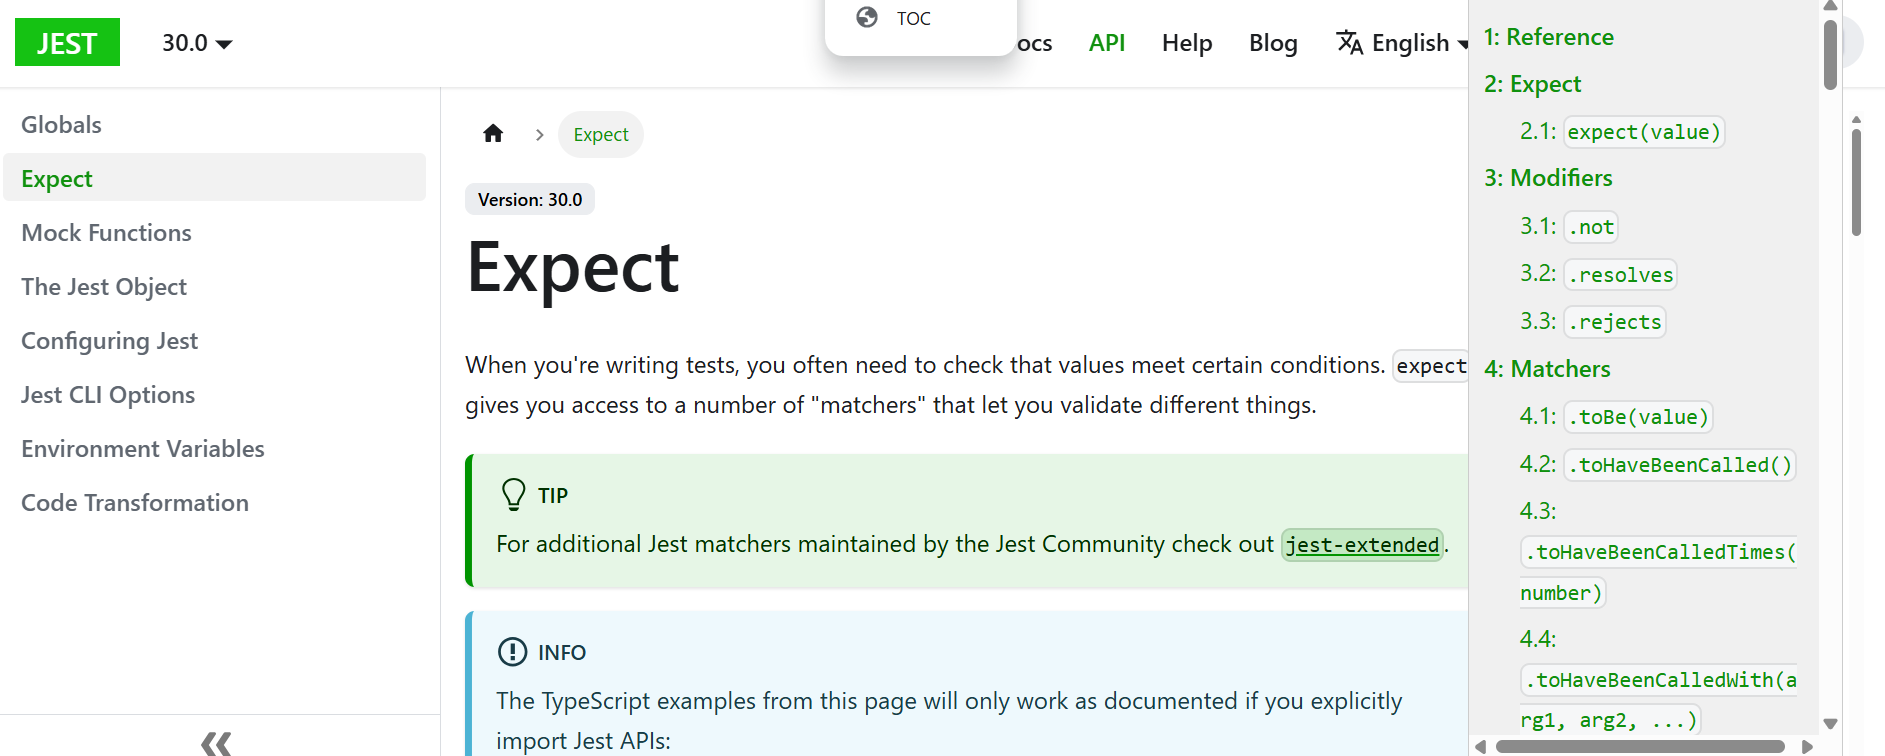 JEST
30.0
TOC
ocs
API
Help
Blog
English
Globals
Expect
Mock Functions
The Jest Object
Configuring Jest
Jest CLI Options
Environment Variables
Code Transformation
Expect
Version: 30.0
Expect
When you're writing tests, you often need to check that values meet certain conditions. expect
gives you access to a number of "matchers" that let you validate different things.
TIP
For additional Jest matchers maintained by the Jest Community check out jest-extended.
INFO
The TypeScript examples from this page will only work as documented if you explicitly
import Jest APIs:
1: Reference
2: Expect
2.1: expect(value)
3: Modifiers
3.1: .not
3.2: .resolves
3.3: .rejects
4: Matchers
4.1: .toBe(value)
4.2: .toHaveBeenCalled()
4.3:
.toHaveBeenCalledTimes(
number)
4.4:
.toHaveBeenCalledWith(a
rg1, arg2, ...)